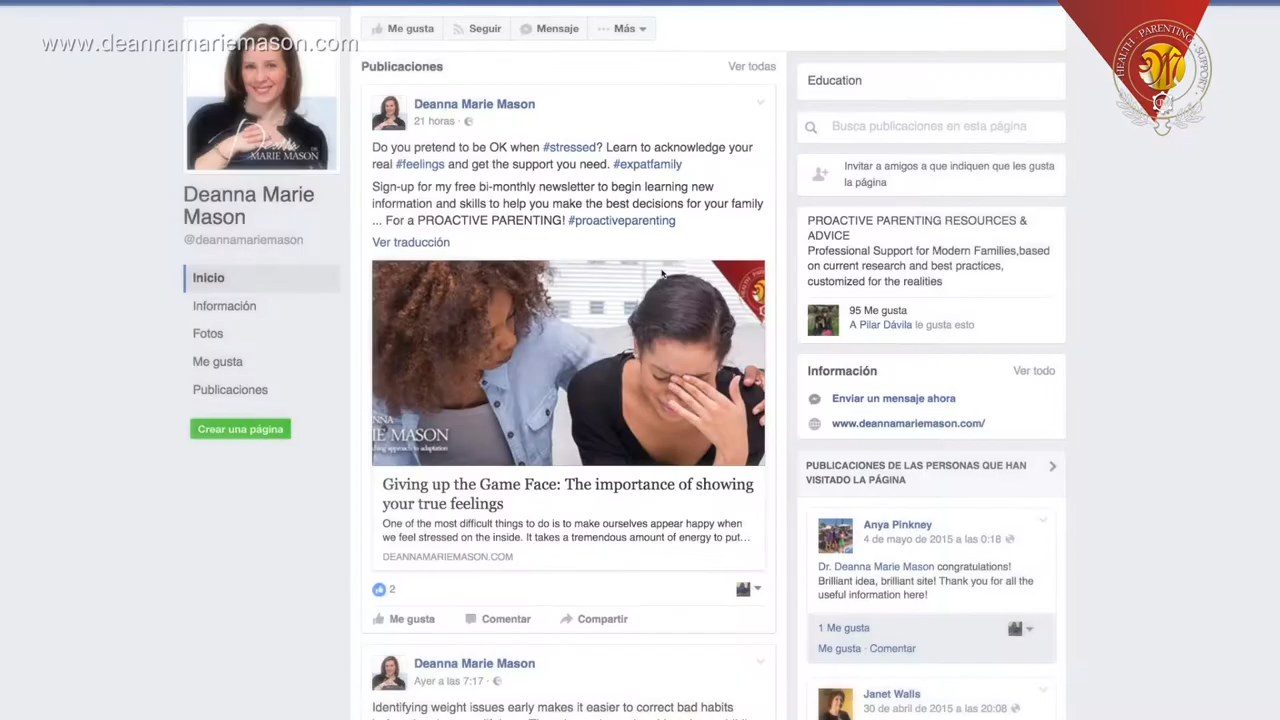 www.deannamariemason.com
HEALTH · PARENTING · SUPPORT
MARIE MASON
Deanna Marie
Mason
@deannamariemason
Inicio
Información
Fotos
Me gusta
Publicaciones
Crear una página
Me gusta
Seguir
Mensaje
Más
Publicaciones
Ver todas
Deanna Marie Mason
21 horas ·
Do you pretend to be OK when #stressed? Learn to acknowledge your
real #feelings and get the support you need. #expatfamily
Sign-up for my free bi-monthly newsletter to begin learning new
information and skills to help you make the best decisions for your family
... For a PROACTIVE PARENTING! #proactiveparenting
Ver traducción
IE MASON
Giving up the Game Face: The importance of showing
your true feelings
One of the most difficult things to do is to make ourselves appear happy when
we feel stressed on the inside. It takes a tremendous amount of energy to put...
DEANNAMARIEMASON.COM
2
Me gusta
Comentar
Compartir
Deanna Marie Mason
Ayer a las 7:17 ·
Identifying weight issues early makes it easier to correct bad habits
Education
Busca publicaciones en esta página
Invitar a amigos a que indiquen que les gusta
la página
PROACTIVE PARENTING RESOURCES &
ADVICE
Professional Support for Modern Families,based
on current research and best practices,
customized for the realities
95 Me gusta
A Pilar Dávila le gusta esto
Información
Ver todo
Enviar un mensaje ahora
www.deannamariemason.com/
PUBLICACIONES DE LAS PERSONAS QUE HAN
VISITADO LA PÁGINA
Anya Pinkney
4 de mayo de 2015 a las 0:18
Dr. Deanna Marie Mason congratulations!
Brilliant idea, brilliant site! Thank you for all the
useful information here!
1 Me gusta
Me gusta · Comentar
Janet Walls
30 de abril de 2015 a las 20:08